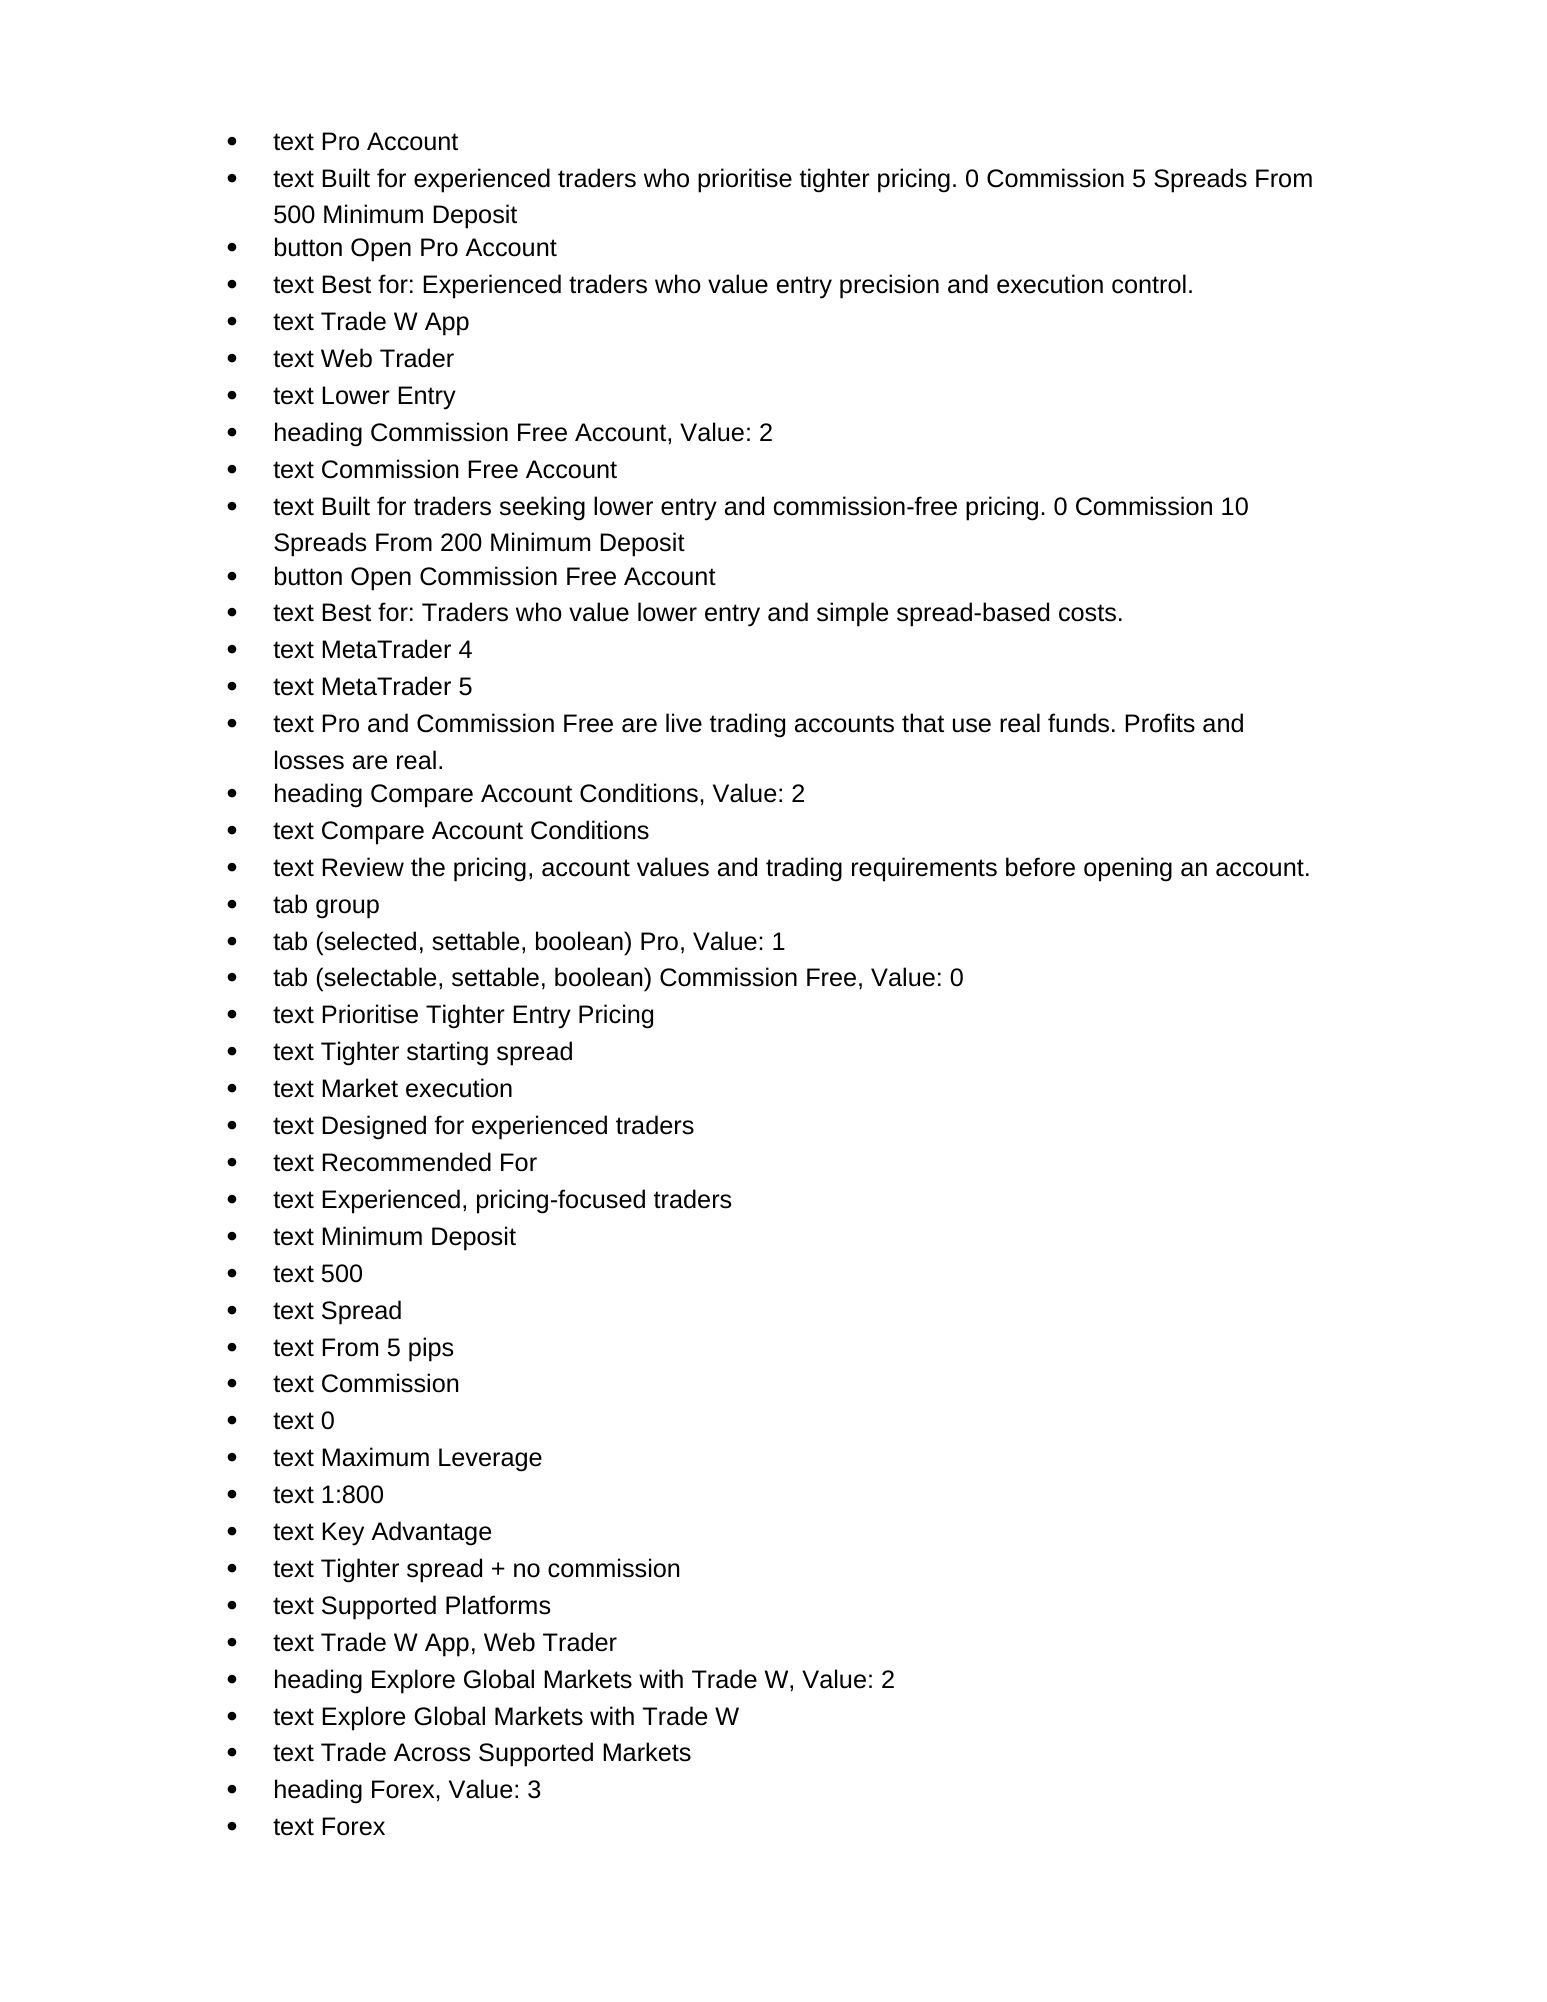 • text Pro Account
• text Built for experienced traders who prioritise tighter pricing. 0 Commission 5 Spreads From
500 Minimum Deposit
• button Open Pro Account
• text Best for: Experienced traders who value entry precision and execution control.
• text Trade W App
• text Web Trader
• text Lower Entry
• heading Commission Free Account, Value: 2
• text Commission Free Account
• text Built for traders seeking lower entry and commission-free pricing. 0 Commission 10
Spreads From 200 Minimum Deposit
• button Open Commission Free Account
• text Best for: Traders who value lower entry and simple spread-based costs.
• text MetaTrader 4
• text MetaTrader 5
• text Pro and Commission Free are live trading accounts that use real funds. Profits and
losses are real.
• heading Compare Account Conditions, Value: 2
• text Compare Account Conditions
• text Review the pricing, account values and trading requirements before opening an account.
• tab group
• tab (selected, settable, boolean) Pro, Value: 1
• tab (selectable, settable, boolean) Commission Free, Value: 0
• text Prioritise Tighter Entry Pricing
• text Tighter starting spread
• text Market execution
• text Designed for experienced traders
• text Recommended For
• text Experienced, pricing-focused traders
• text Minimum Deposit
• text 500
• text Spread
• text From 5 pips
• text Commission
• text 0
• text Maximum Leverage
• text 1:800
• text Key Advantage
• text Tighter spread + no commission
• text Supported Platforms
• text Trade W App, Web Trader
• heading Explore Global Markets with Trade W, Value: 2
• text Explore Global Markets with Trade W
• text Trade Across Supported Markets
• heading Forex, Value: 3
• text Forex